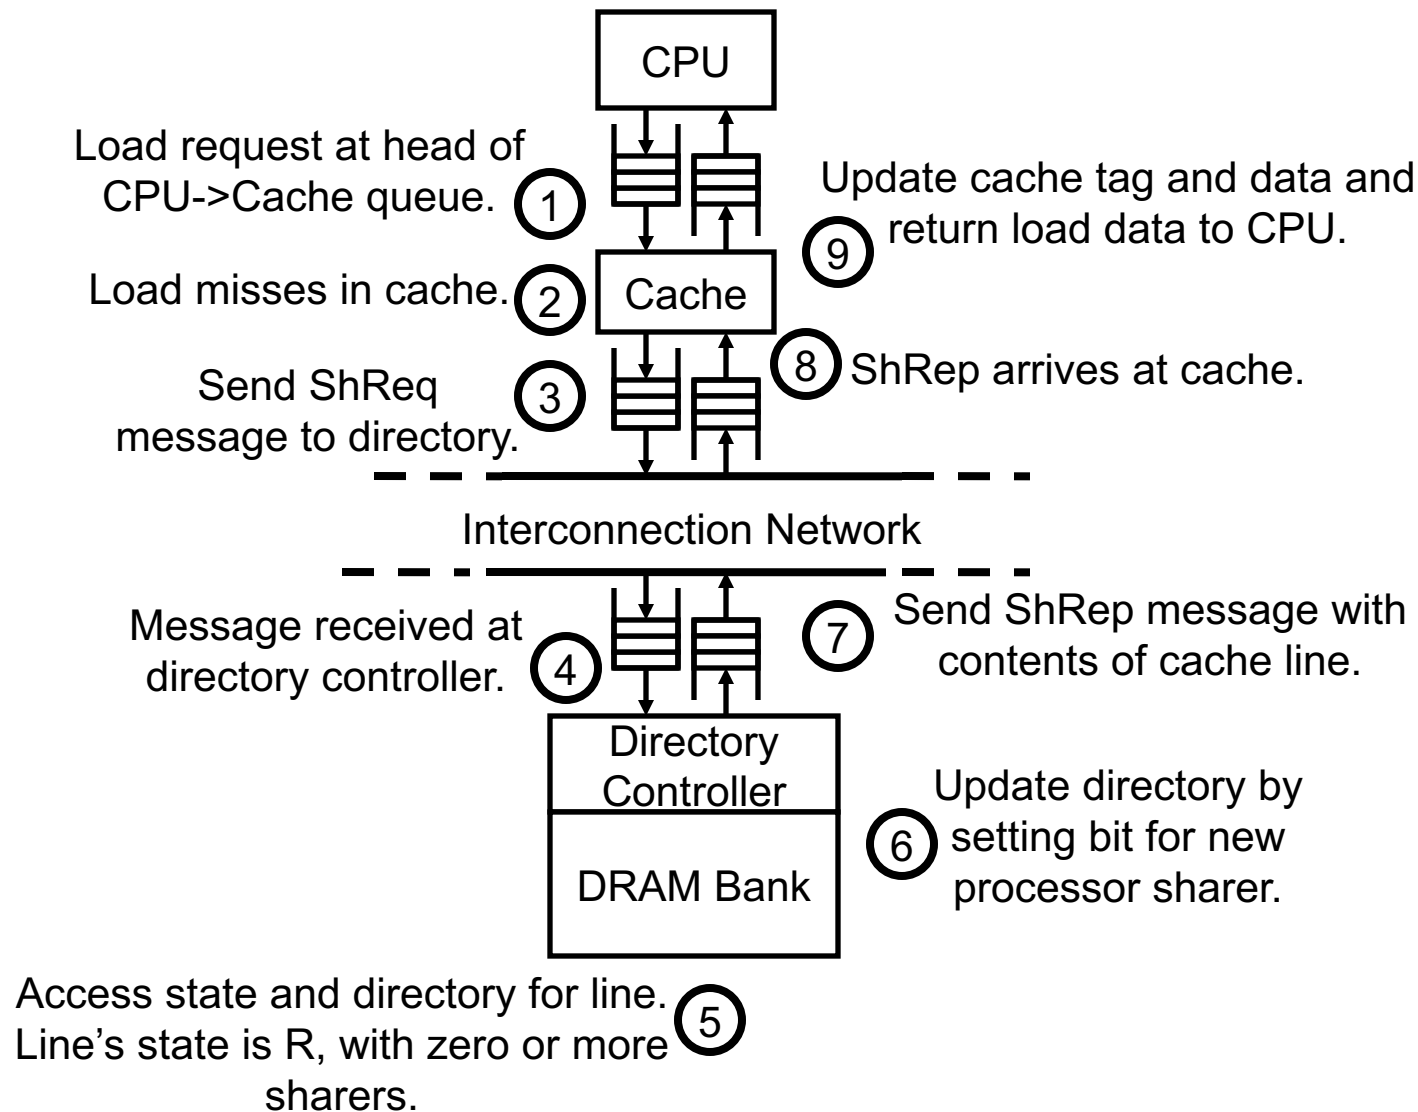 CPU
Load request at head of
CPU->Cache queue.
1
Update cache tag and data and
return load data to CPU.
9
Load misses in cache.
2
Cache
Send ShReq
message to directory.
3
8
ShRep arrives at cache.
Interconnection Network
Message received at
directory controller.
4
7
Send ShRep message with
contents of cache line.
Directory
Controller
DRAM Bank
6
Update directory by
setting bit for new
processor sharer.
Access state and directory for line.
Line’s state is R, with zero or more
sharers.
5